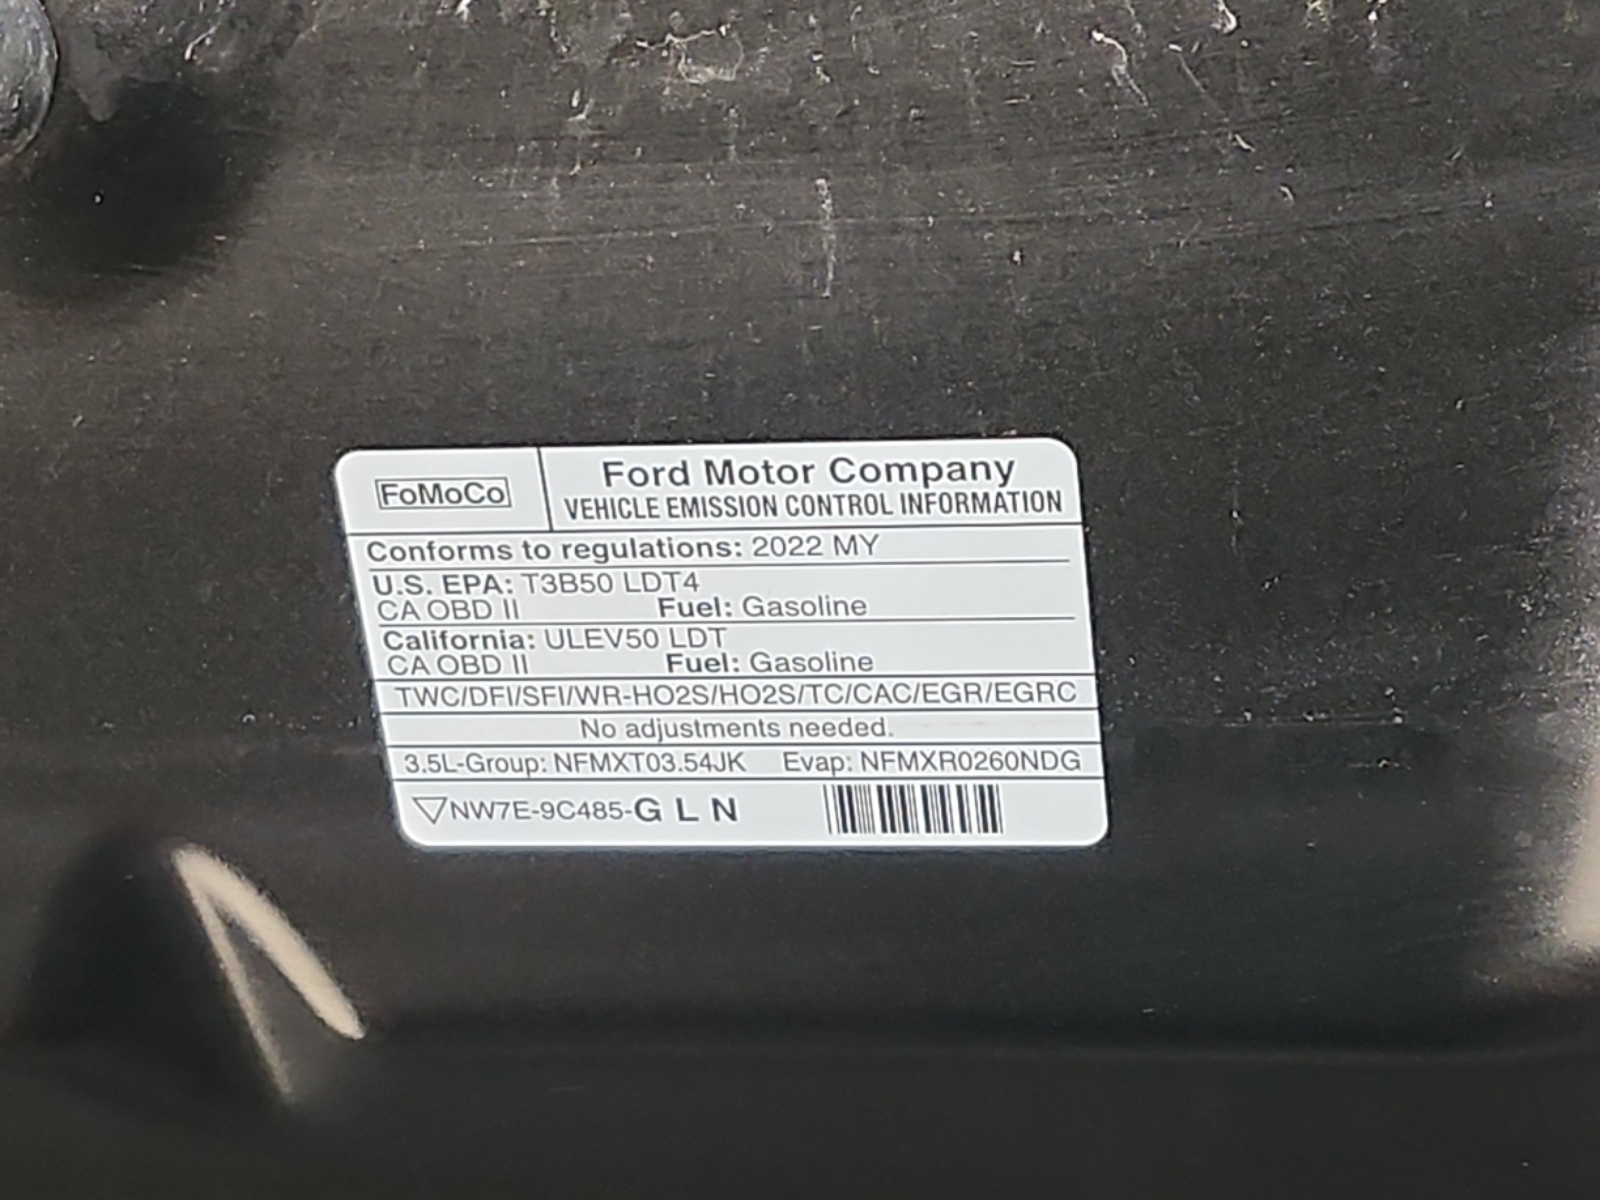 FoMoCo
Ford Motor Company
VEHICLE EMISSION CONTROL INFORMATION
Conforms to regulations: 2022 MY
U.S. EPA: T3B50 LDT4
CA OBD II Fuel: Gasoline
California: ULEV50 LDT
CA OBD II Fuel: Gasoline
TWC/DFI/SFI/WR-HO2S/HO2S/TC/CAC/EGR/EGRC
No adjustments needed.
3.5L-Group: NFMXT03.54JK Evap: NFMXR0260NDG
NW7E-9C485-G L N